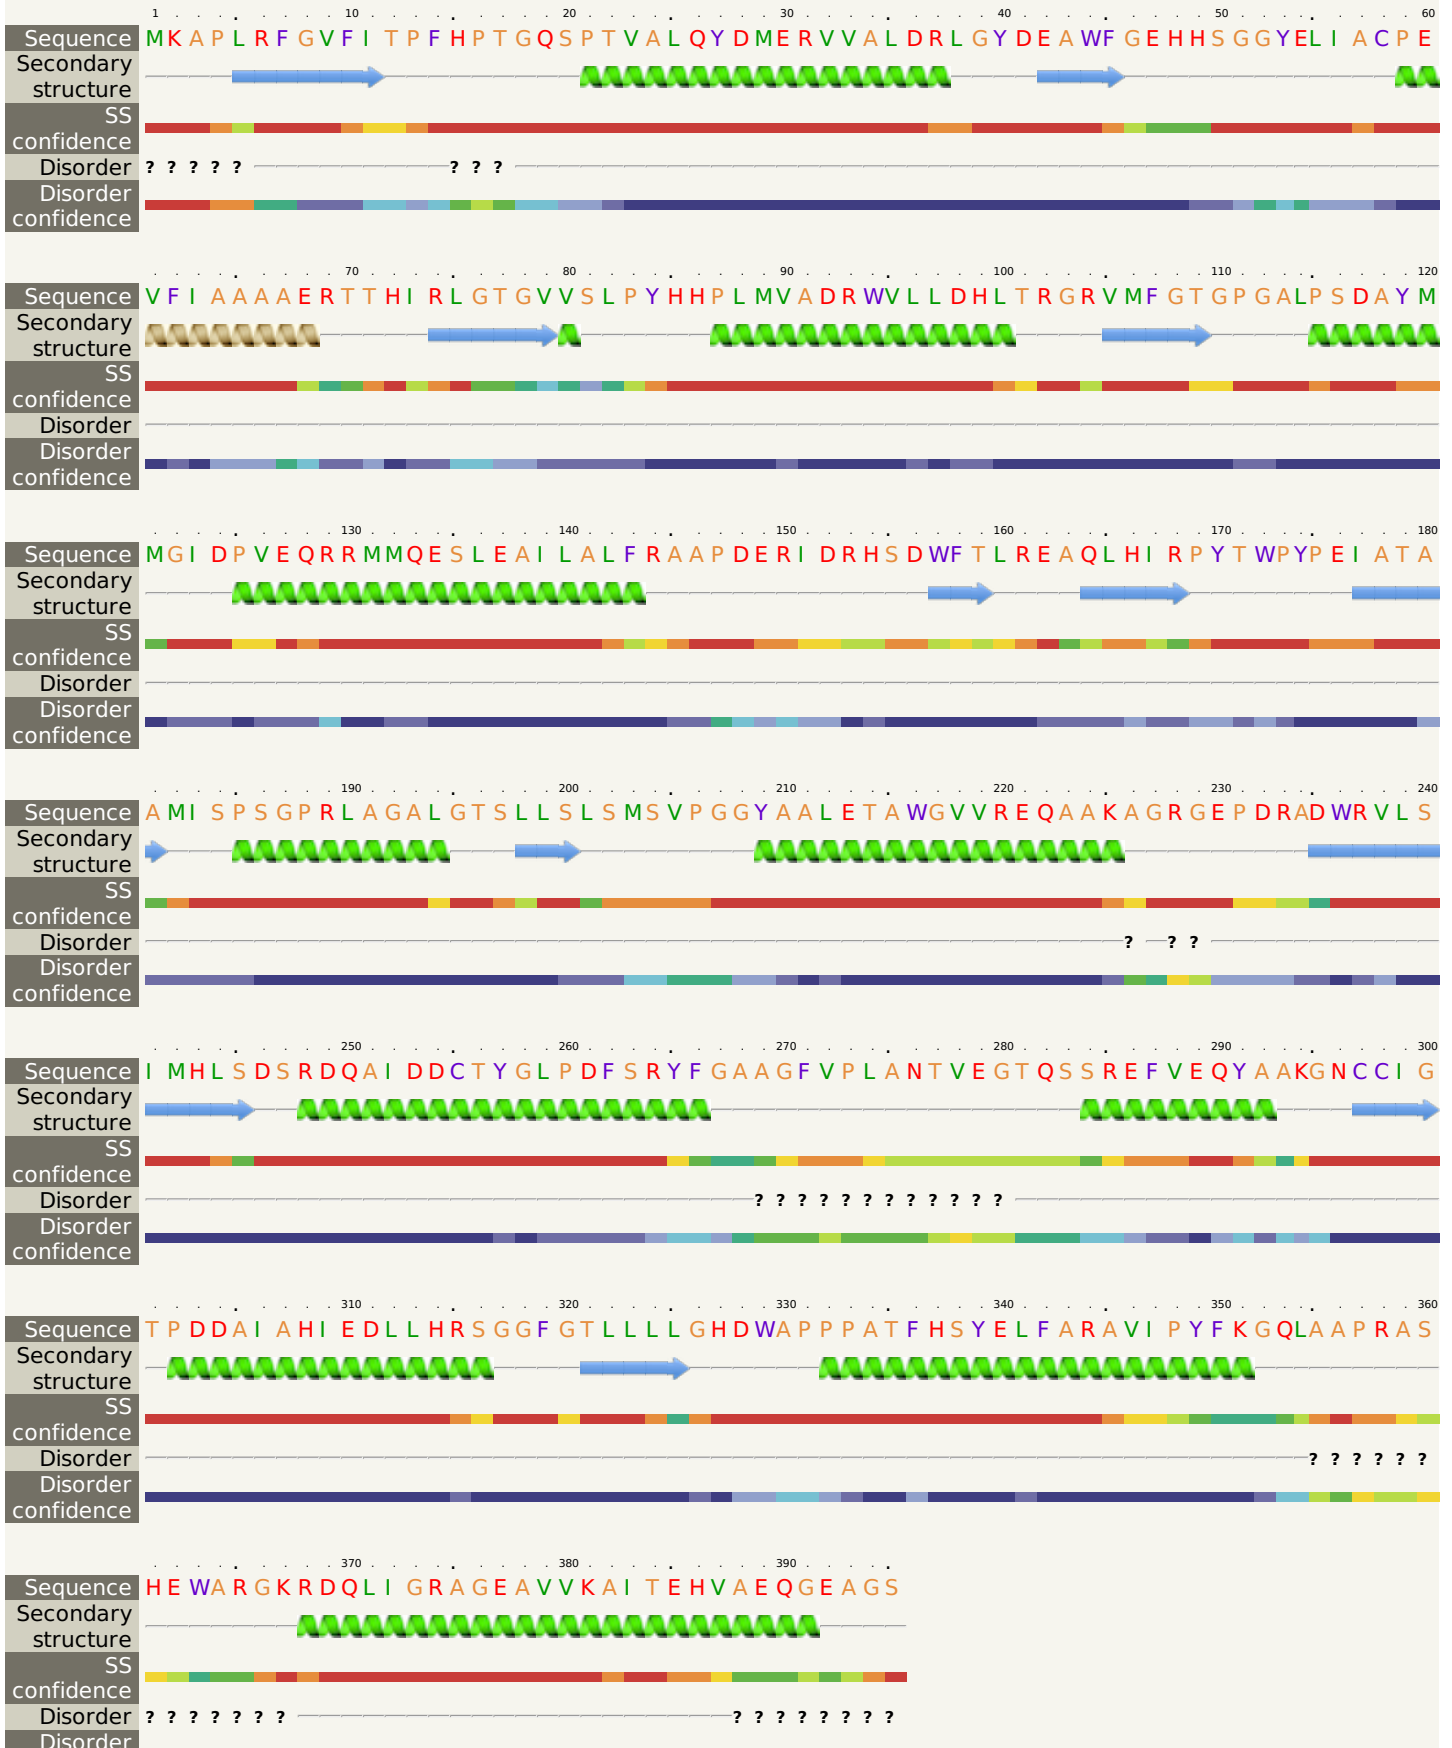 1 10 20 30 40 50 60
Sequence MKAPLRFGVFITPFHPTGQSPTVALQYDMERVVALDRLGYDEAWFGEHHSGGYELIACPE
Secondary
structure
SS
confidence
Disorder ? ? ? ? ? ? ? ?
Disorder
confidence
70 80 90 100 110 120
Sequence VFIAAAAERTTHIRLGTGVVSLPYHHPLMVADRWVLLDHLTRGRVMFGTGPGALPSDAYM
Secondary
structure
SS
confidence
Disorder
Disorder
confidence
130 140 150 160 170 180
Sequence MGIDPVEQRRMMQESLEAILALFRAAPDERIDRHSDWFTLREAQLHIRPYTWPYPEIATA
Secondary
structure
SS
confidence
Disorder
Disorder
confidence
190 200 210 220 230 240
Sequence AMISPSGPRLAGALGTSLLSLSMSVPGGYAALETAWGVVREQAAKAGRGEPDRADWRVLS
Secondary
structure
SS
confidence
Disorder ? ? ?
Disorder
confidence
250 260 270 280 290 300
Sequence IMHLSDSRDQAIDDCTYGLPDFSRYFGAAGFVPLANTVEGTQSSREFVEQYAAKGNCCIG
Secondary
structure
SS
confidence
Disorder ? ? ? ? ? ? ? ? ? ? ? ?
Disorder
confidence
310 320 330 340 350 360
Sequence TPDDAIAHIEDLLHRSGGFGTLLLLGHDWAPPPATFHSYELFARAVIPYFKGQLAAPRAS
Secondary
structure
SS
confidence
Disorder ? ? ? ? ? ?
Disorder
confidence
370 380 390
Sequence HEWARGKRDQLIGRAGEAVVKAITEHVAEQGEAGS
Secondary
structure
SS
confidence
Disorder ? ? ? ? ? ? ? ? ? ? ? ? ? ? ?
Disorder